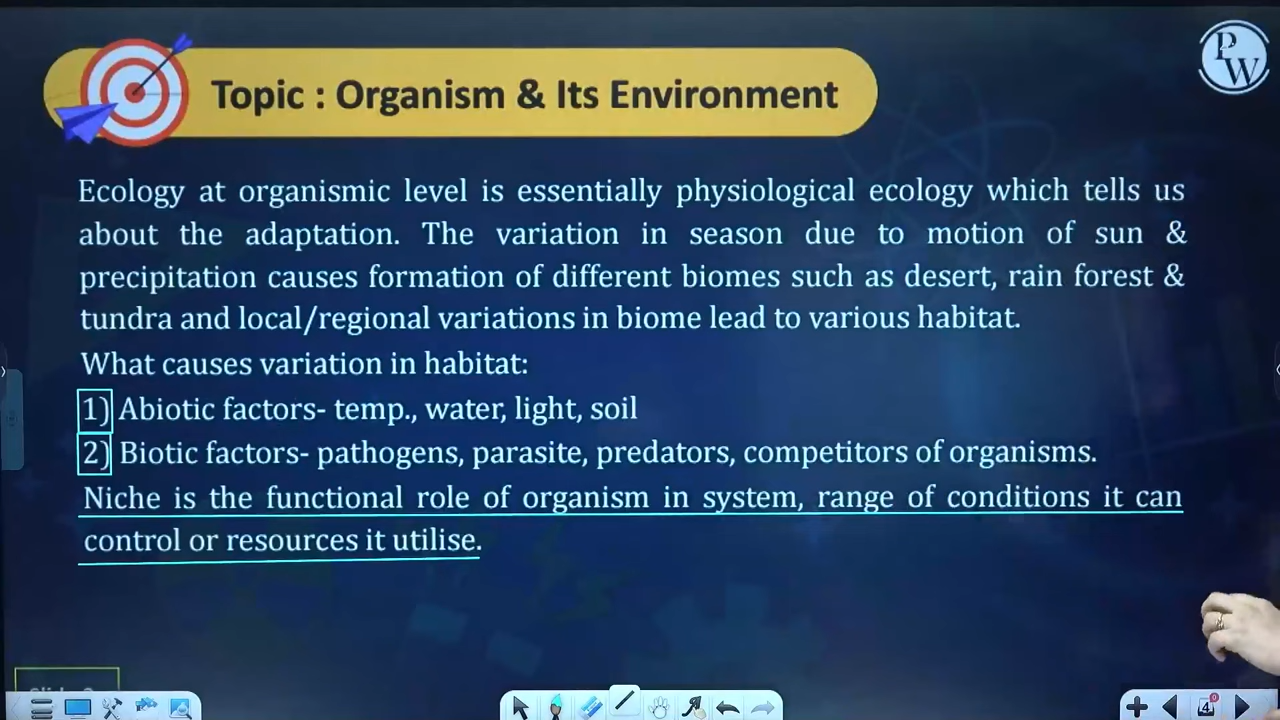 PW
Topic : Organism & Its Environment
Ecology at organismic level is essentially physiological ecology which tells us
about the adaptation. The variation in season due to motion of sun &
precipitation causes formation of different biomes such as desert, rain forest &
tundra and local/regional variations in biome lead to various habitat.
What causes variation in habitat:
1) Abiotic factors- temp., water, light, soil
2) Biotic factors- pathogens, parasite, predators, competitors of organisms.
Niche is the functional role of organism in system, range of conditions it can
control or resources it utilise.
4